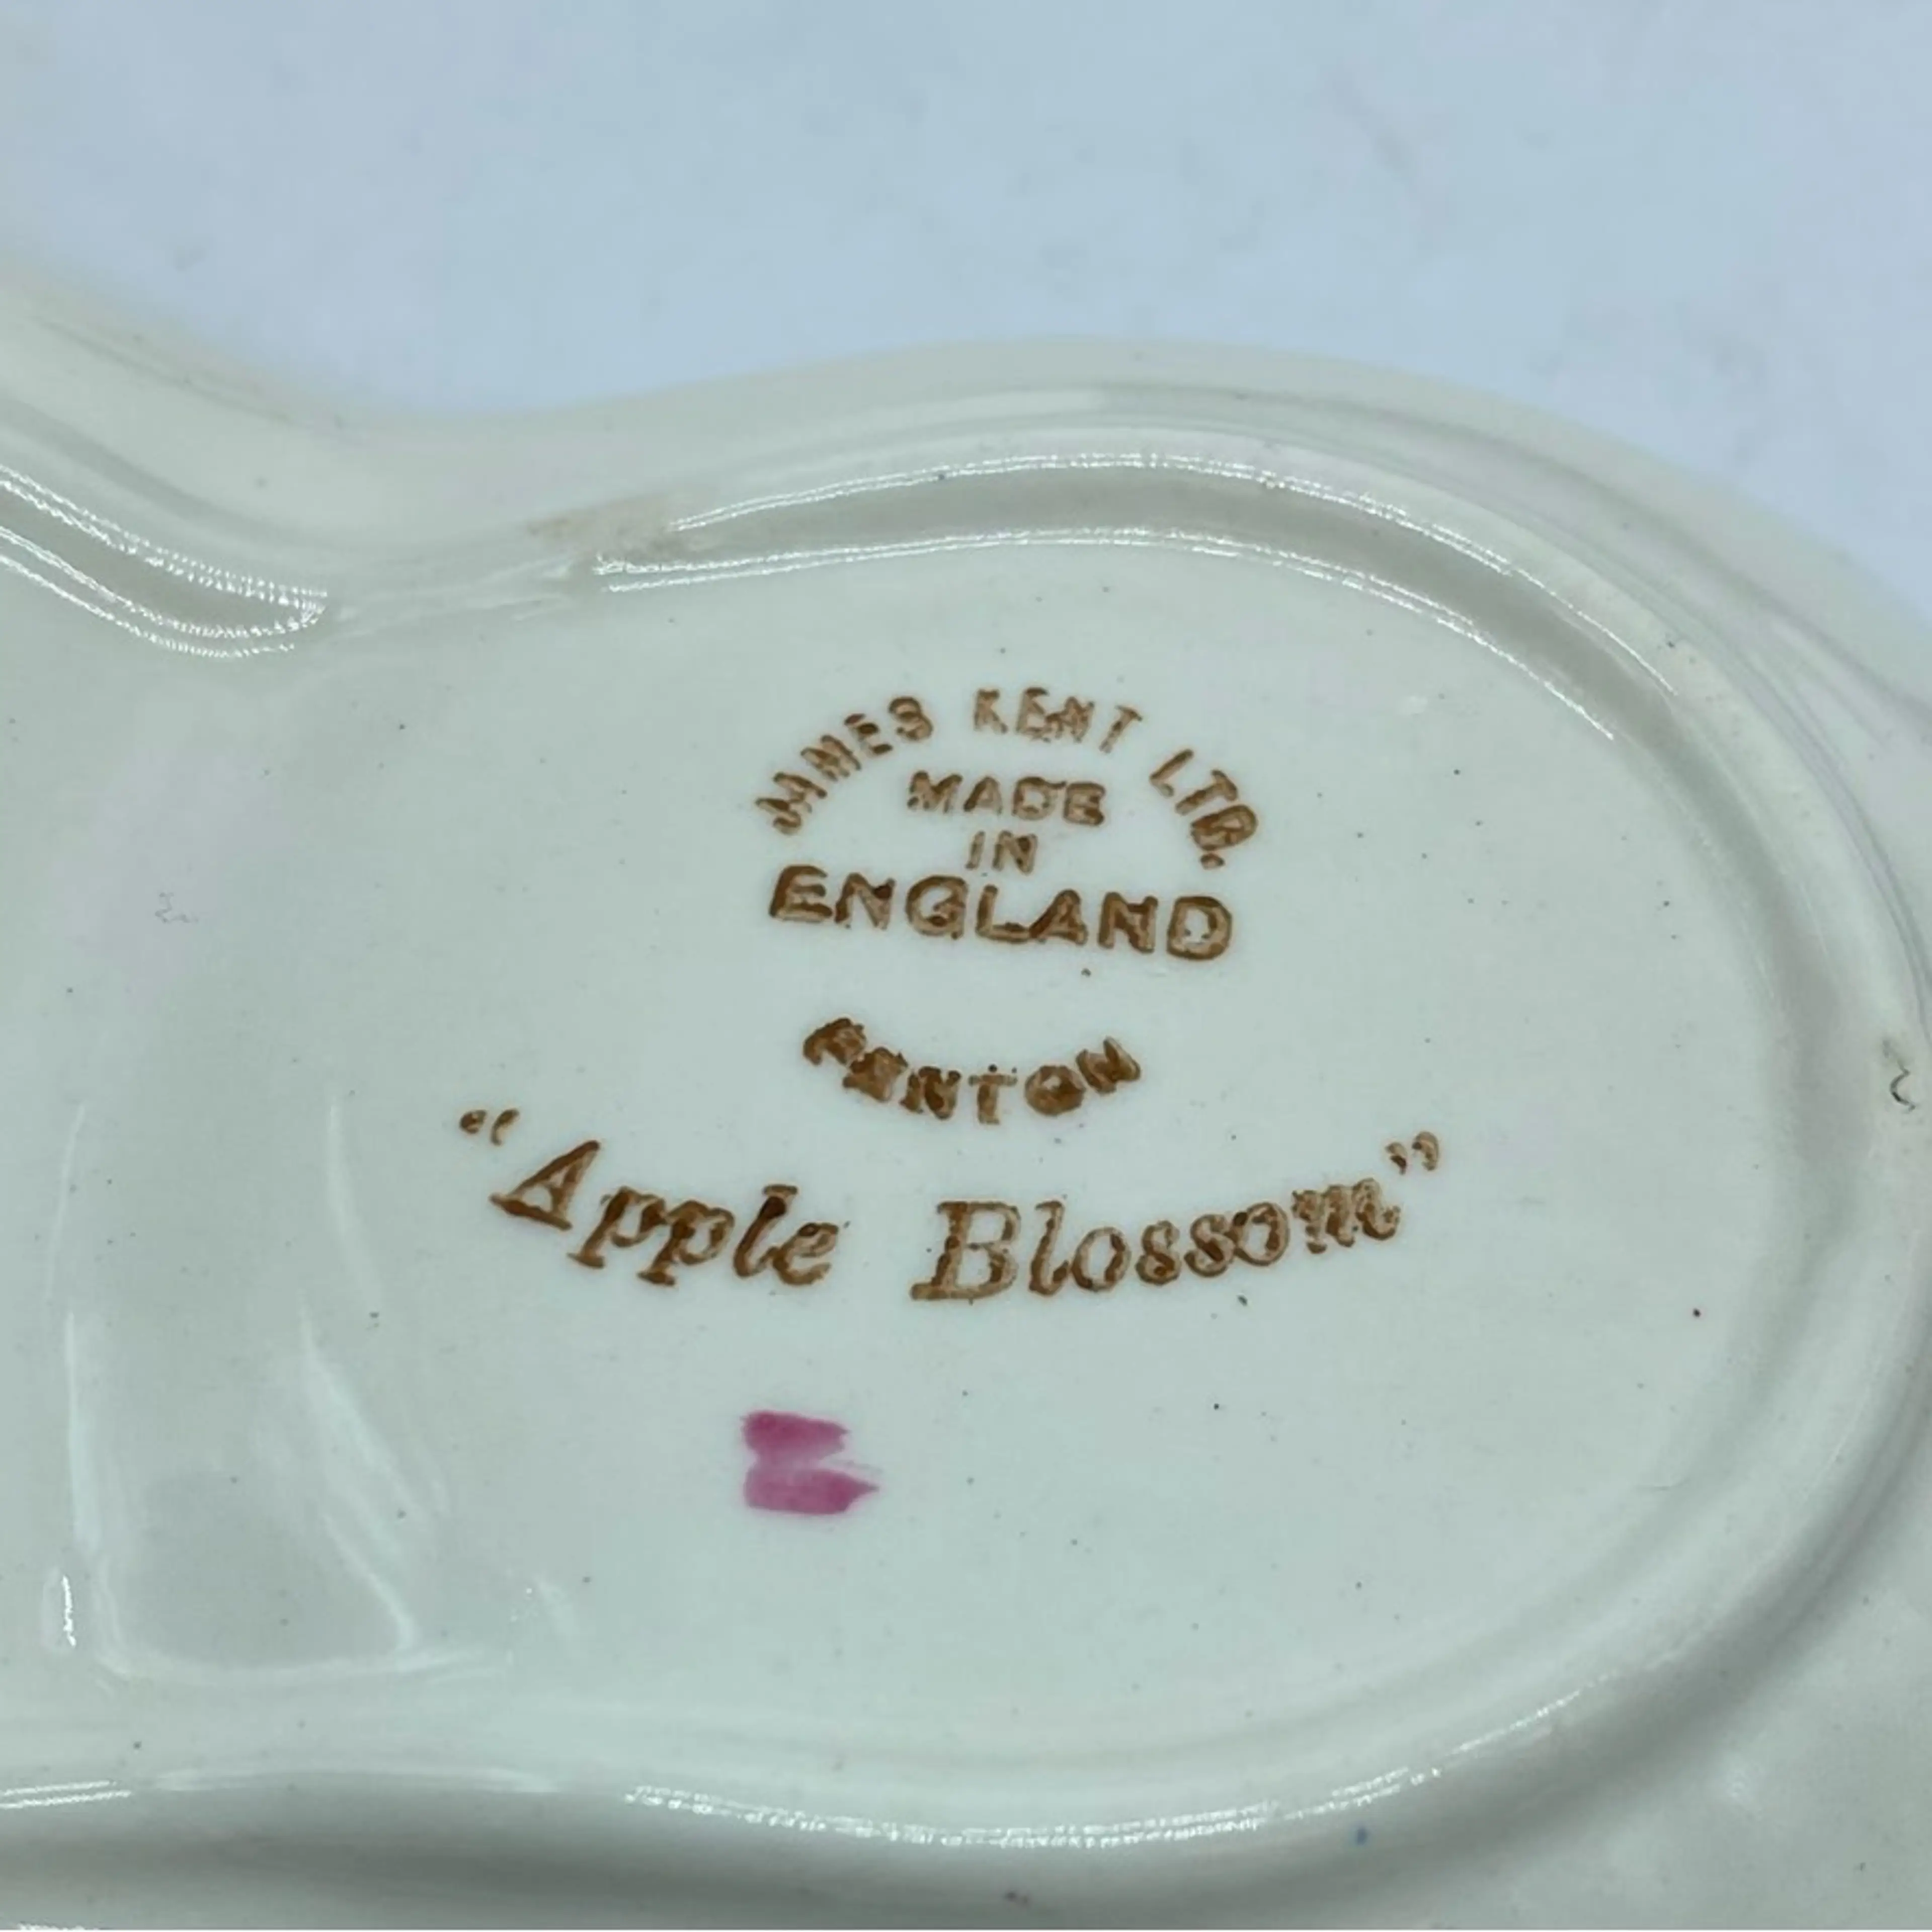 JAMES KENT LTD.
MADE
IN
ENGLAND
FENTON
"Apple Blossom"